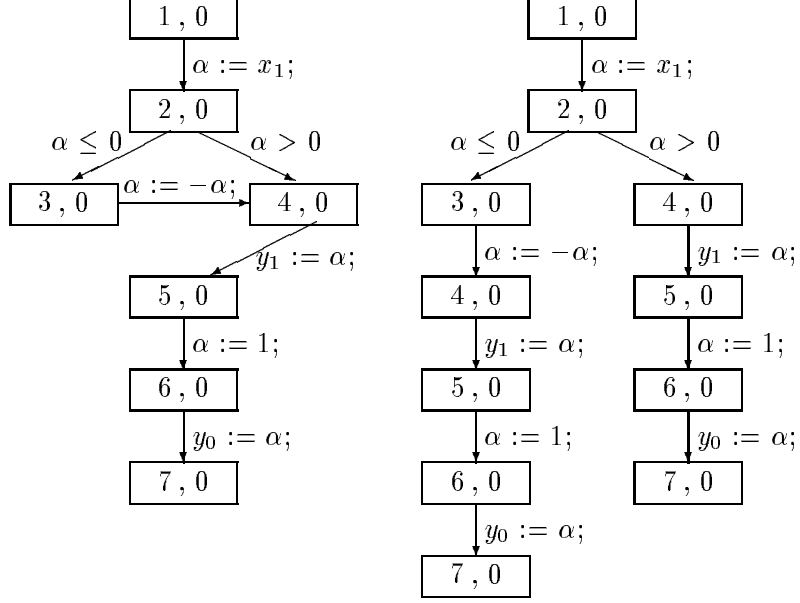 1 , 0 1 , 0
α := x₁; α := x₁;
2 , 0 2 , 0
α ≤ 0 α > 0 α ≤ 0 α > 0
3 , 0 α := −α; 4 , 0 3 , 0 4 , 0
y₁ := α; α := −α; y₁ := α;
5 , 0 4 , 0 5 , 0
α := 1; y₁ := α; α := 1;
6 , 0 5 , 0 6 , 0
y₀ := α; α := 1; y₀ := α;
7 , 0 6 , 0 7 , 0
y₀ := α;
7 , 0